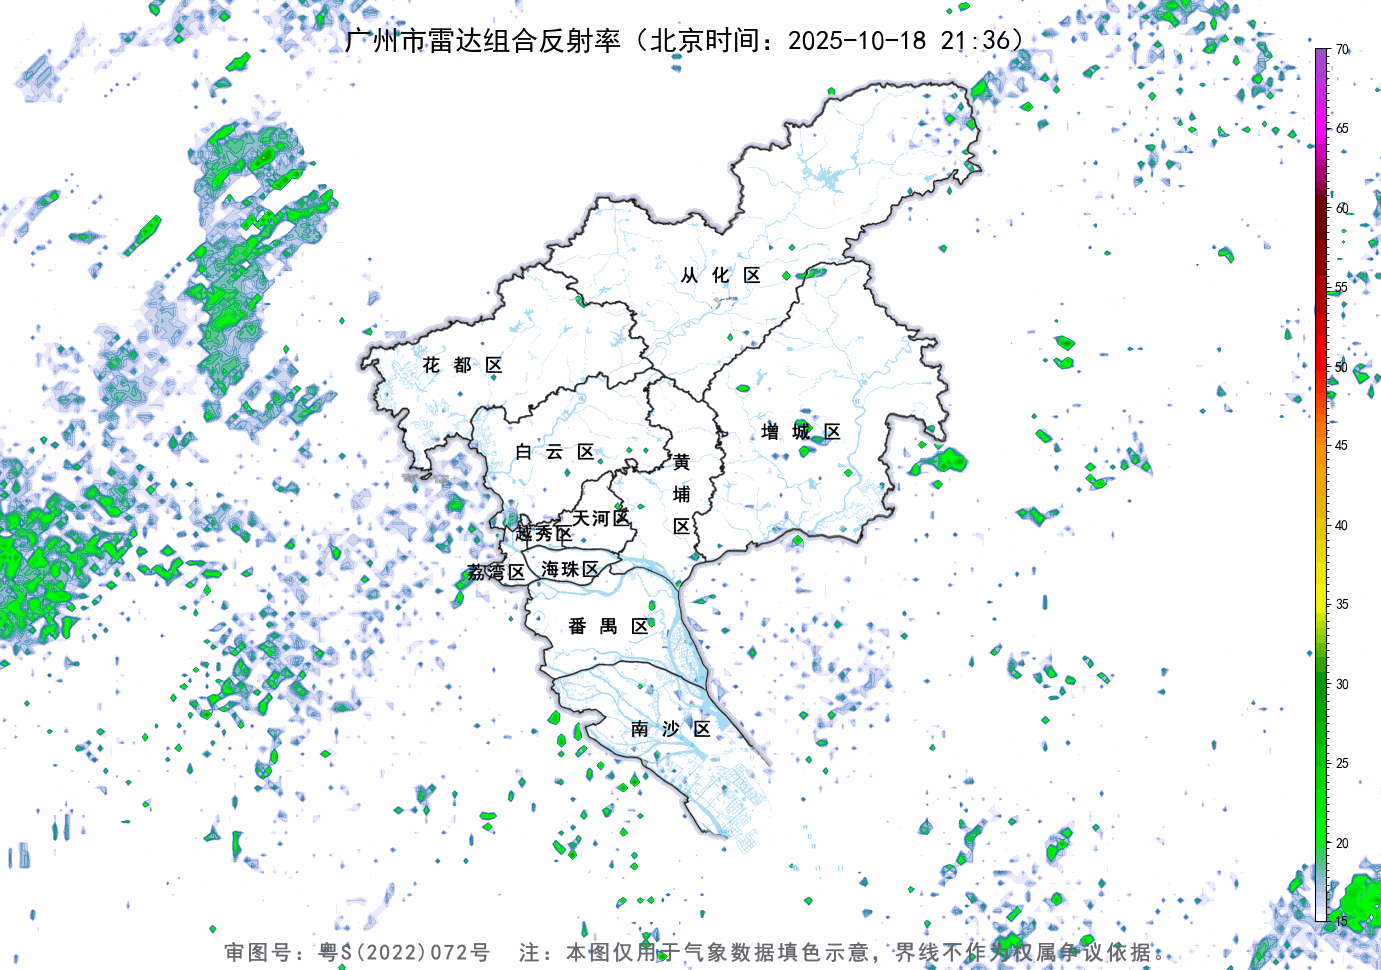 广州市雷达组合反射率（北京时间：2025-10-18 21:36）
70
65
60
55
50
45
40
35
30
25
20
15
从化区
花都区
增城区
白云区
黄埔区
天河区
越秀区
荔湾区
海珠区
番禺区
南沙区
审图号：粤S(2022)072号 注：本图仅用于气象数据填色示意，界线不作为权属争议依据。